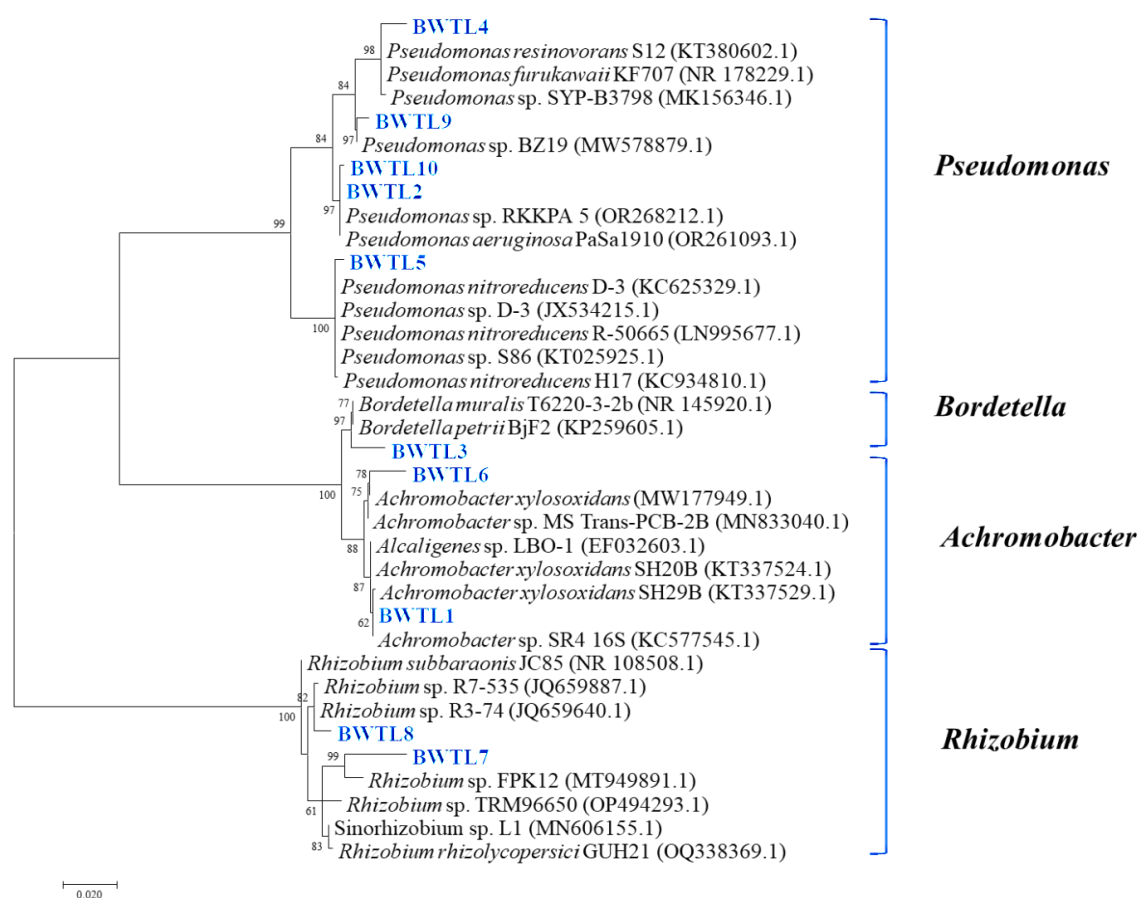 BWTL4
98
Pseudomonas resinovorans S12 (KT380602.1)
Pseudomonas furukawaii KF707 (NR 178229.1)
84
Pseudomonas sp. SYP-B3798 (MK156346.1)
BWTL9
84
97
Pseudomonas sp. BZ19 (MW578879.1)
BWTL10
Pseudomonas
BWTL2
97
Pseudomonas sp. RKKPA 5 (OR268212.1)
99
Pseudomonas aeruginosa PaSa1910 (OR261093.1)
BWTL5
Pseudomonas nitroreducens D-3 (KC625329.1)
Pseudomonas sp. D-3 (JX534215.1)
100
Pseudomonas nitroreducens R-50665 (LN995677.1)
Pseudomonas sp. S86 (KT025925.1)
Pseudomonas nitroreducens H17 (KC934810.1)
77
Bordetella muralis T6220-3-2b (NR 145920.1)
Bordetella
97
Bordetella petrii BjF2 (KP259605.1)
BWTL3
78
BWTL6
100
75
Achromobacter xylosoxidans (MW177949.1)
Achromobacter sp. MS Trans-PCB-2B (MN833040.1)
88
Alcaligenes sp. LBO-1 (EF032603.1)
Achromobacter
Achromobacter xylosoxidans SH20B (KT337524.1)
87
Achromobacter xylosoxidans SH29B (KT337529.1)
62
BWTL1
Achromobacter sp. SR4 16S (KC577545.1)
Rhizobium subbaraonis JC85 (NR 108508.1)
82
Rhizobium sp. R7-535 (JQ659887.1)
100
Rhizobium sp. R3-74 (JQ659640.1)
BWTL8
Rhizobium
99
BWTL7
Rhizobium sp. FPK12 (MT949891.1)
61
Rhizobium sp. TRM96650 (OP494293.1)
Sinorhizobium sp. L1 (MN606155.1)
83
Rhizobium rhizolycopersici GUH21 (OQ338369.1)
0.020